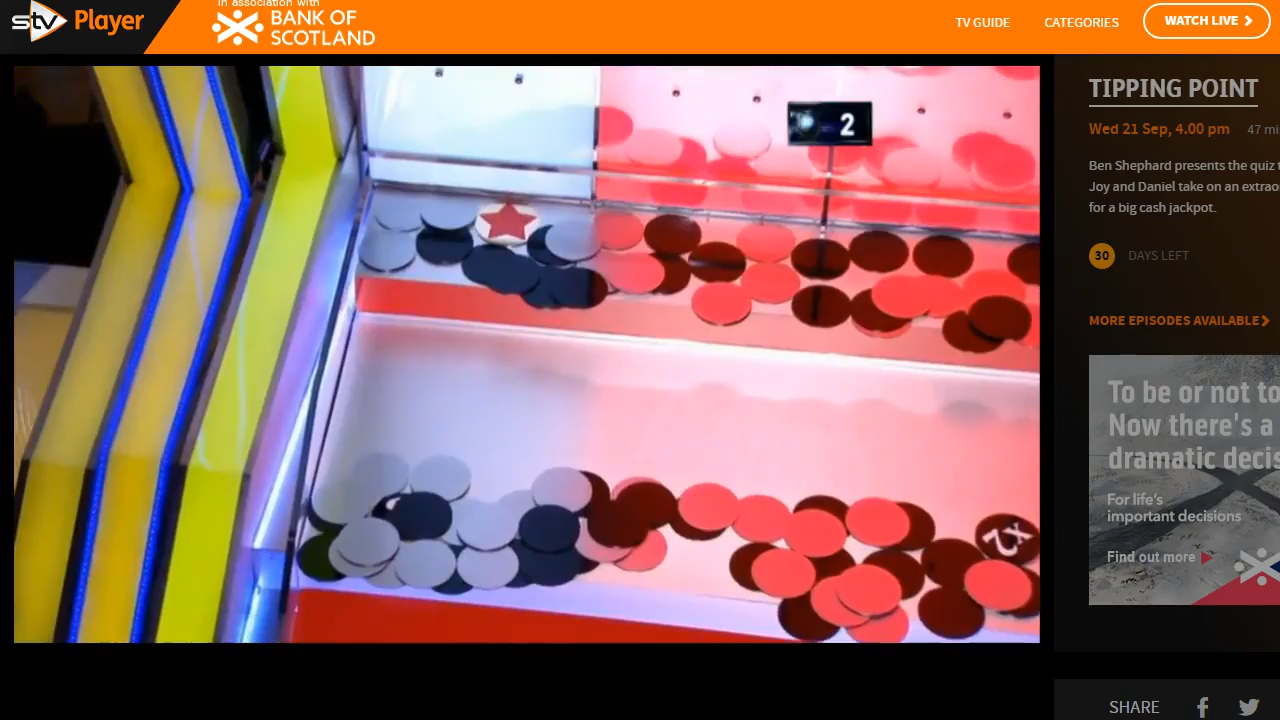 stv Player
in association with
BANK OF
SCOTLAND
TV GUIDE
CATEGORIES
WATCH LIVE
2
x2
TIPPING POINT
Wed 21 Sep, 4.00 pm
47 mi
Ben Shephard presents the quiz
Joy and Daniel take on an extrao
for a big cash jackpot.
30
DAYS LEFT
MORE EPISODES AVAILABLE
To be or not to
Now there's a
dramatic decis
For life's
important decisions
Find out more
SHARE